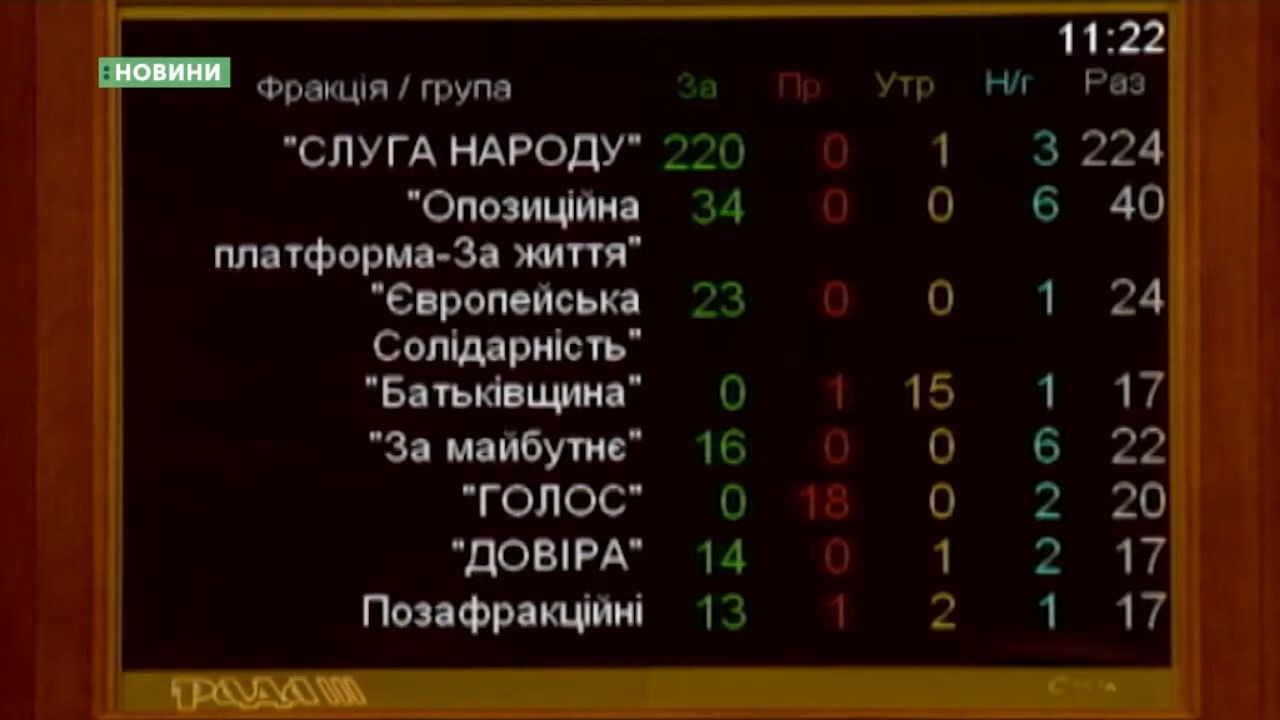 11:22
:НОВИНИ
Фракція / група За Пр Утр Н/г Раз
"СЛУГА НАРОДУ" 220 0 1 3 224
"Опозиційна 34 0 0 6 40
платформа-За життя"
"Європейська 23 0 0 1 24
Солідарність"
"Батьківщина" 0 1 15 1 17
"За майбутнє" 16 0 0 6 22
"ГОЛОС" 0 18 0 2 20
"ДОВІРА" 14 0 1 2 17
Позафракційні 13 1 2 1 17
РАДА III